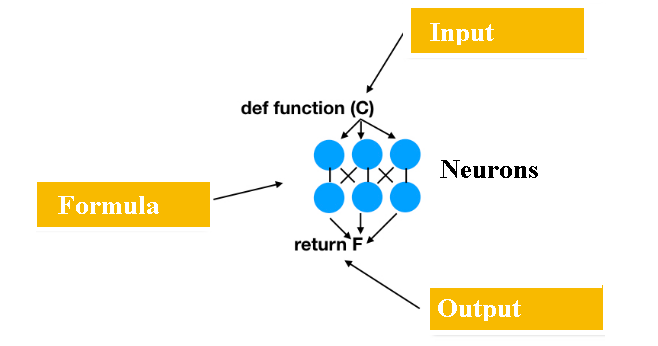 Input
def function (C)
Neurons
Formula
return F
Output